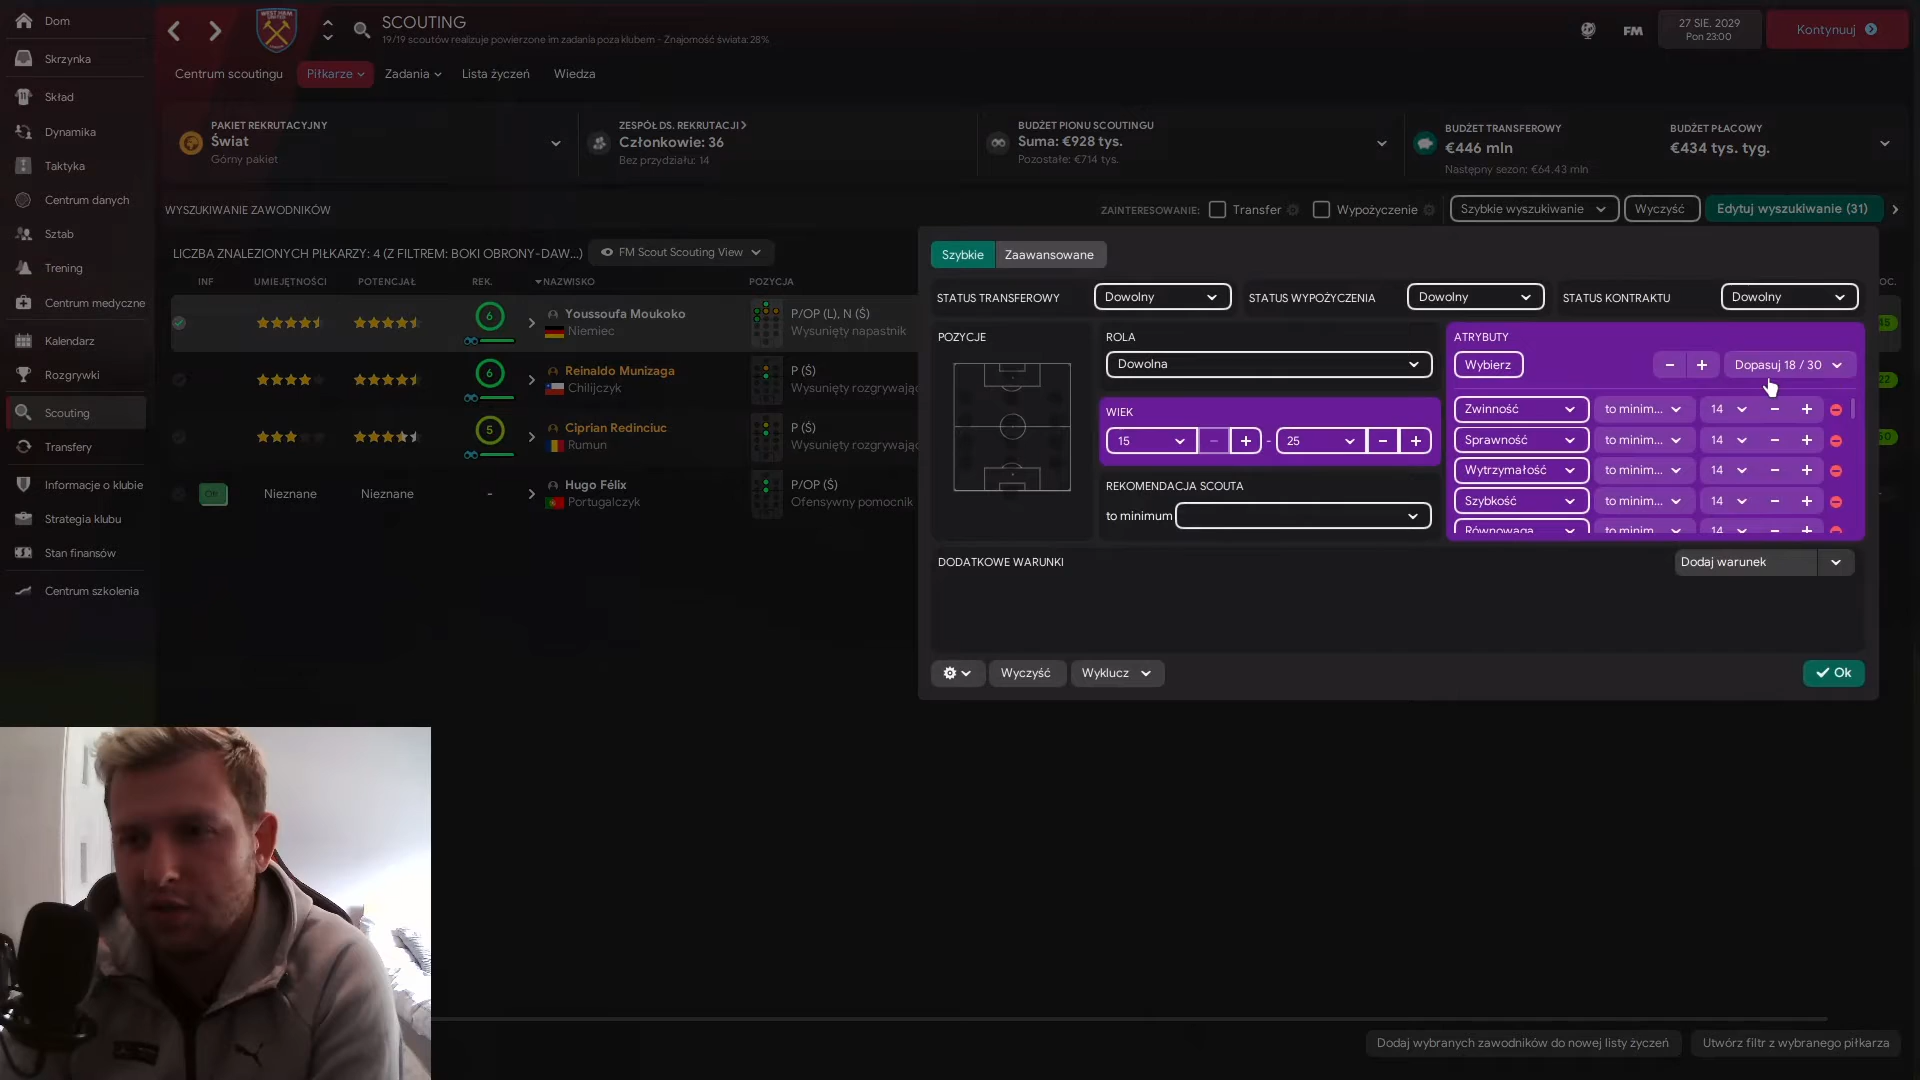 Dom
Skrzynka
Skład
Dynamika
Taktyka
Centrum danych
Sztab
Trening
Centrum medyczne
Kalendarz
Rozgrywki
Scouting
Transfery
Informacje o klubie
Strategia klubu
Stan finansów
Centrum szkolenia
SCOUTING
19/19 scoutów realizuje powierzone im zadania poza klubem - Znajomość świata: 28%
FM
27 SIE. 2029
Pon 23:00
Kontynuuj
Centrum scoutingu
Piłkarze
Zadania
Lista życzeń
Wiedza
PAKIET REKRUTACYJNY
Świat
Górny pakiet
ZESPÓŁ DS. REKRUTACJI
Członkowie: 36
Bez przydziału: 14
BUDŻET PIONU SCOUTINGU
Suma: €928 tys.
Pozostałe: €714 tys.
BUDŻET TRANSFEROWY
€446 mln
Następny sezon: €64.43 mln
BUDŻET PŁACOWY
€434 tys. tyg.
WYSZUKIWANIE ZAWODNIKÓW
ZAINTERESOWANIE:
Transfer
Wypożyczenie
Szybkie wyszukiwanie
Wyczyść
Edytuj wyszukiwanie (31)
LICZBA ZNALEZIONYCH PIŁKARZY: 4 (Z FILTREM: BOKI OBRONY-DAW...)
FM Scout Scouting View
INF UMIEJĘTNOŚCI POTENCJAŁ REK. NAZWISKO POZYCJA
6 Youssoufa Moukoko P/OP (L), N (Ś)
Niemiec Wysunięty napastnik
6 Reinaldo Munizaga P (Ś)
Chilijczyk Wysunięty rozgrywając
5 Ciprian Redinciuc P (Ś)
Rumun Wysunięty rozgrywając
Nieznane Nieznane - Hugo Félix P/OP (Ś)
Portugalczyk Ofensywny pomocnik
Szybkie
Zaawansowane
STATUS TRANSFEROWY
Dowolny
STATUS WYPOŻYCZENIA
Dowolny
STATUS KONTRAKTU
Dowolny
POZYCJE
ROLA
Dowolna
WIEK
15 - + - 25 - +
REKOMENDACJA SCOUTA
to minimum
ATRYBUTY
Wybierz
- + Dopasuj 18 / 30
Zwinność to minim... 14 - +
Sprawność to minim... 14 - +
Wytrzymałość to minim... 14 - +
Szybkość to minim... 14 - +
Równowaga to minim... 14 - +
DODATKOWE WARUNKI
Dodaj warunek
Wyczyść
Wyklucz
Ok
Dodaj wybranych zawodników do nowej listy życzeń
Utwórz filtr z wybranego piłkarza